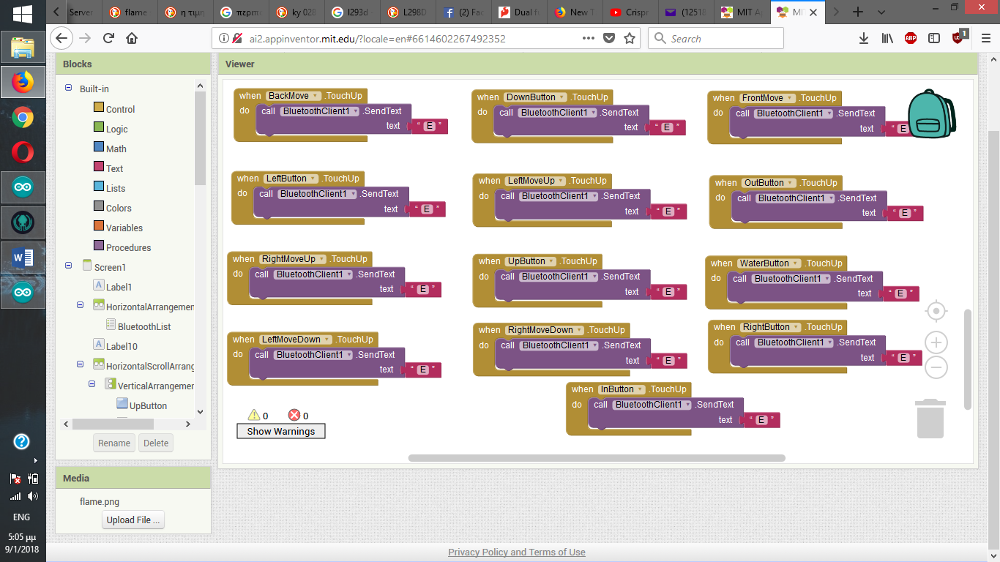 Server
flame
η τιμη
περιπο
ky 028
l293d
L298D
(2) Fac
Dual fu
New T
Crispr
(12518
MIT A
MI
ai2.appinventor.mit.edu/?locale=en#6614602267492352
Search
ABP
1
Blocks
Viewer
Built-in
Control
Logic
Math
Text
Lists
Colors
Variables
Procedures
Screen1
Label1
HorizontalArrangemen
BluetoothList
Label10
HorizontalScrollArrang
VerticalArrangemen
UpButton
Rename Delete
Media
flame.png
Upload File ...
when BackMove .TouchUp
do call BluetoothClient1 .SendText
text " E "
when DownButton .TouchUp
do call BluetoothClient1 .SendText
text " E "
when FrontMove .TouchUp
do call BluetoothClient1 .SendText
text " E
when LeftButton .TouchUp
do call BluetoothClient1 .SendText
text " E "
when LeftMoveUp .TouchUp
do call BluetoothClient1 .SendText
text " E "
when OutButton .TouchUp
do call BluetoothClient1 .SendText
text " E "
when RightMoveUp .TouchUp
do call BluetoothClient1 .SendText
text " E "
when UpButton .TouchUp
do call BluetoothClient1 .SendText
text " E "
when WaterButton .TouchUp
do call BluetoothClient1 .SendText
text " E "
when LeftMoveDown .TouchUp
do call BluetoothClient1 .SendText
text " E "
when RightMoveDown .TouchUp
do call BluetoothClient1 .SendText
text " E "
when RightButton .TouchUp
do call BluetoothClient1 .SendText
text " E "
when InButton .TouchUp
do call BluetoothClient1 .SendText
text " E "
0 0
Show Warnings
Privacy Policy and Terms of Use
ENG
5:05 μμ
9/1/2018